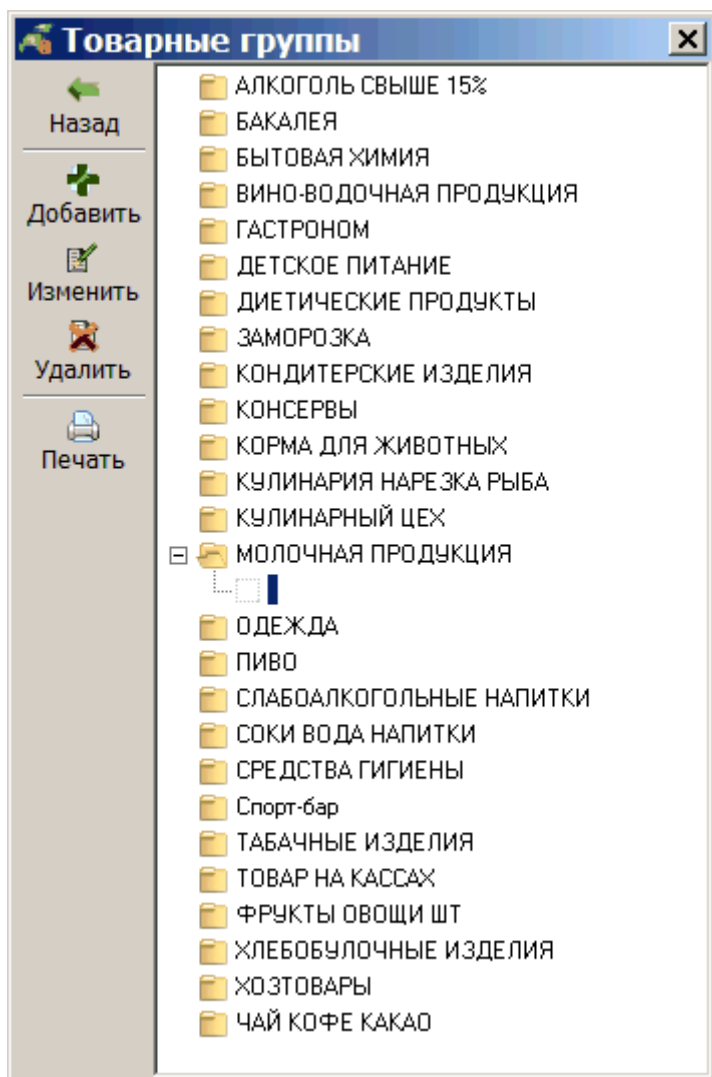 Товарные группы
Назад
Добавить
Изменить
Удалить
Печать
АЛКОГОЛЬ СВЫШЕ 15%
БАКАЛЕЯ
БЫТОВАЯ ХИМИЯ
ВИНО-ВОДОЧНАЯ ПРОДУКЦИЯ
ГАСТРОНОМ
ДЕТСКОЕ ПИТАНИЕ
ДИЕТИЧЕСКИЕ ПРОДУКТЫ
ЗАМОРОЗКА
КОНДИТЕРСКИЕ ИЗДЕЛИЯ
КОНСЕРВЫ
КОРМА ДЛЯ ЖИВОТНЫХ
КУЛИНАРИЯ НАРЕЗКА РЫБА
КУЛИНАРНЫЙ ЦЕХ
МОЛОЧНАЯ ПРОДУКЦИЯ
ОДЕЖДА
ПИВО
СЛАБОАЛКОГОЛЬНЫЕ НАПИТКИ
СОКИ ВОДА НАПИТКИ
СРЕДСТВА ГИГИЕНЫ
Спорт-бар
ТАБАЧНЫЕ ИЗДЕЛИЯ
ТОВАР НА КАССАХ
ФРУКТЫ ОВОЩИ ШТ
ХЛЕБОБУЛОЧНЫЕ ИЗДЕЛИЯ
ХОЗТОВАРЫ
ЧАЙ КОФЕ КАКАО